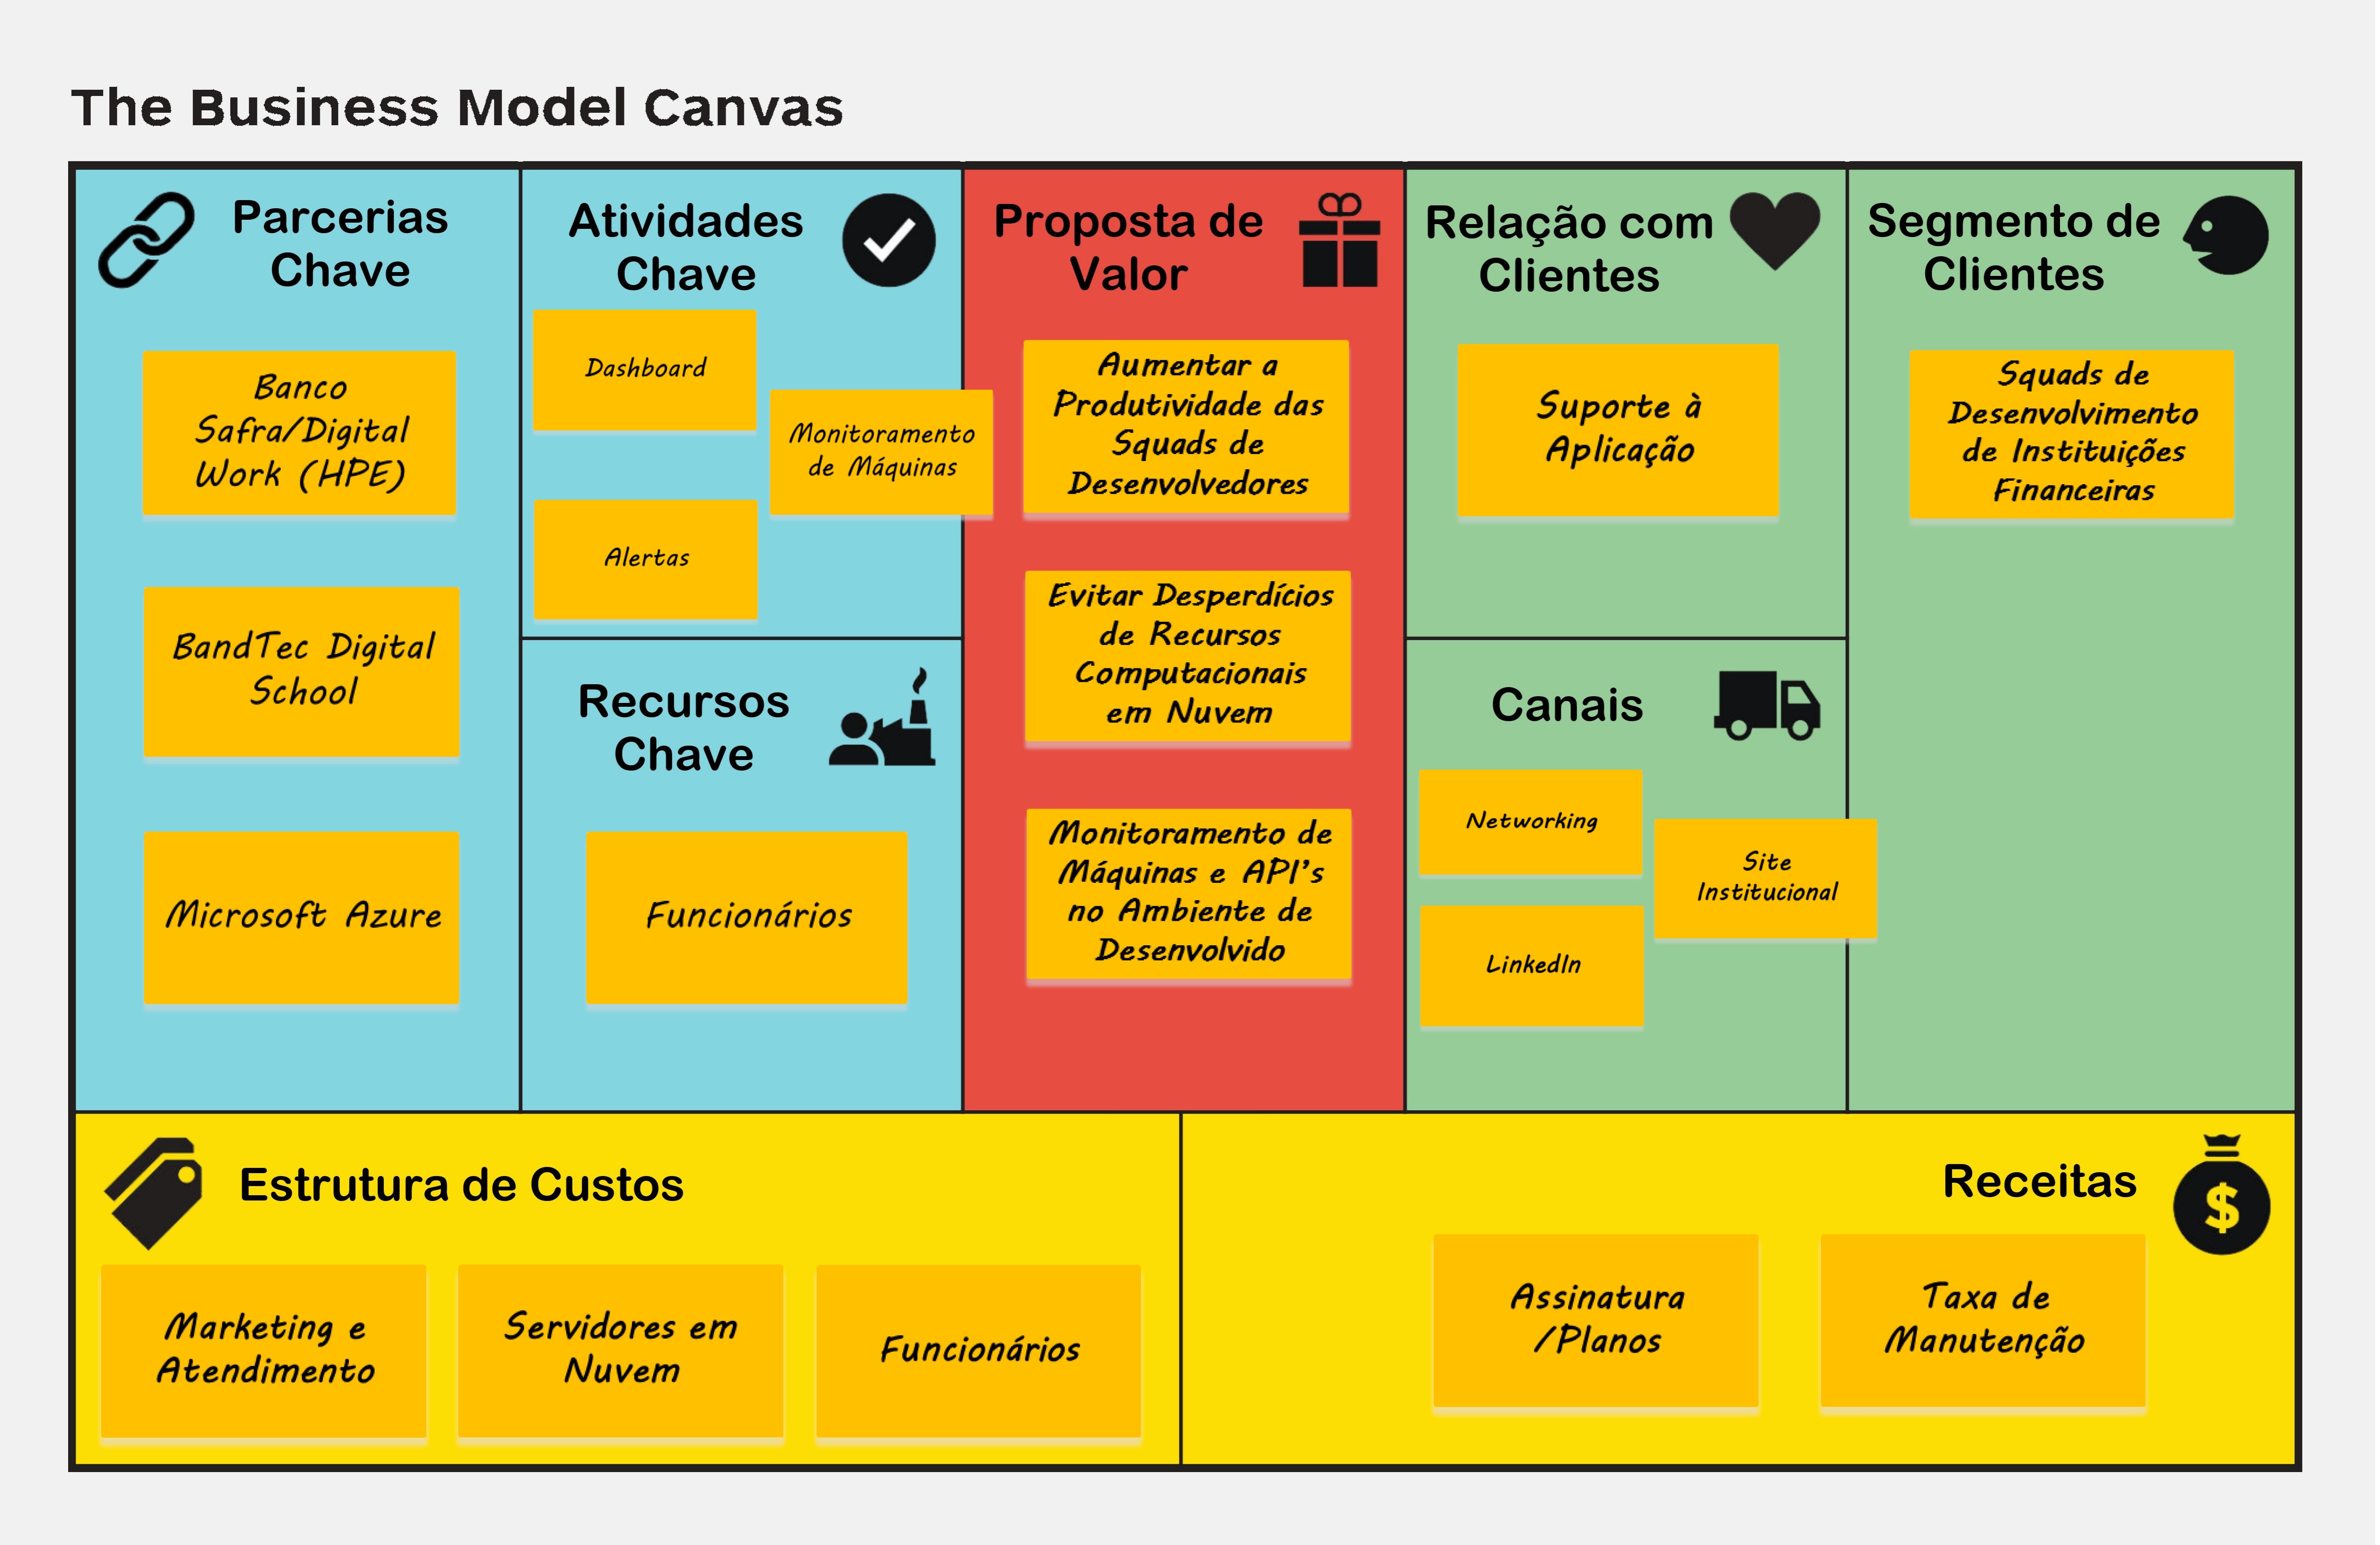 The Business Model Canvas
Parcerias
Chave
Banco
Safra/Digital
Work (HPE)
BandTec Digital
School
Microsoft Azure
Atividades
Chave
Dashboard
Monitoramento
de Máquinas
Alertas
Recursos
Chave
Funcionários
Proposta de
Valor
Aumentar a
Produtividade das
Squads de
Desenvolvedores
Evitar Desperdícios
de Recursos
Computacionais
em Nuvem
Monitoramento de
Máquinas e API's
no Ambiente de
Desenvolvido
Relação com
Clientes
Suporte à
Aplicação
Canais
Networking
Site
Institucional
LinkedIn
Segmento de
Clientes
Squads de
Desenvolvimento
de Instituições
Financeiras
Estrutura de Custos
Marketing e
Atendimento
Servidores em
Nuvem
Funcionários
Receitas
$
Assinatura
/Planos
Taxa de
Manutenção